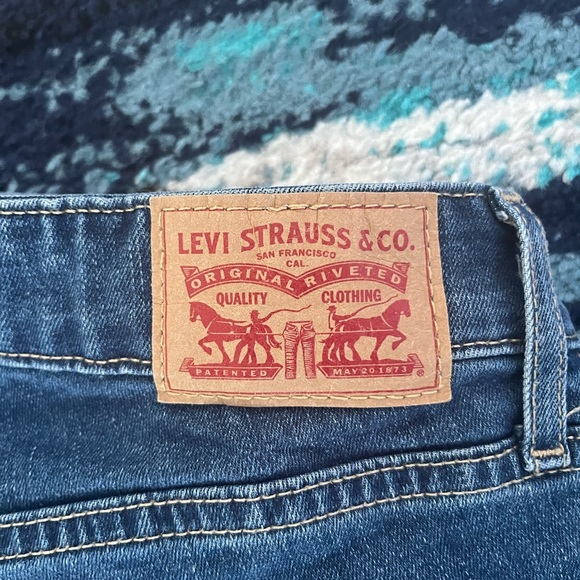 LEVI STRAUSS & CO.
SAN FRANCISCO
CAL.
ORIGINAL RIVETED
QUALITY CLOTHING
PATENTED MAY 20 1873 ®